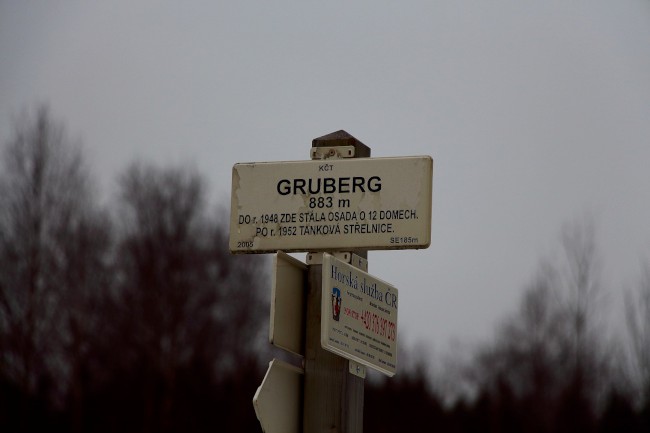 KČT
GRUBERG
883 m
DO r. 1948 ZDE STÁLA OSADA O 12 DOMECH.
PO r. 1952 TANKOVÁ STŘELNICE.
2005 SE185m
Horská služba ČR